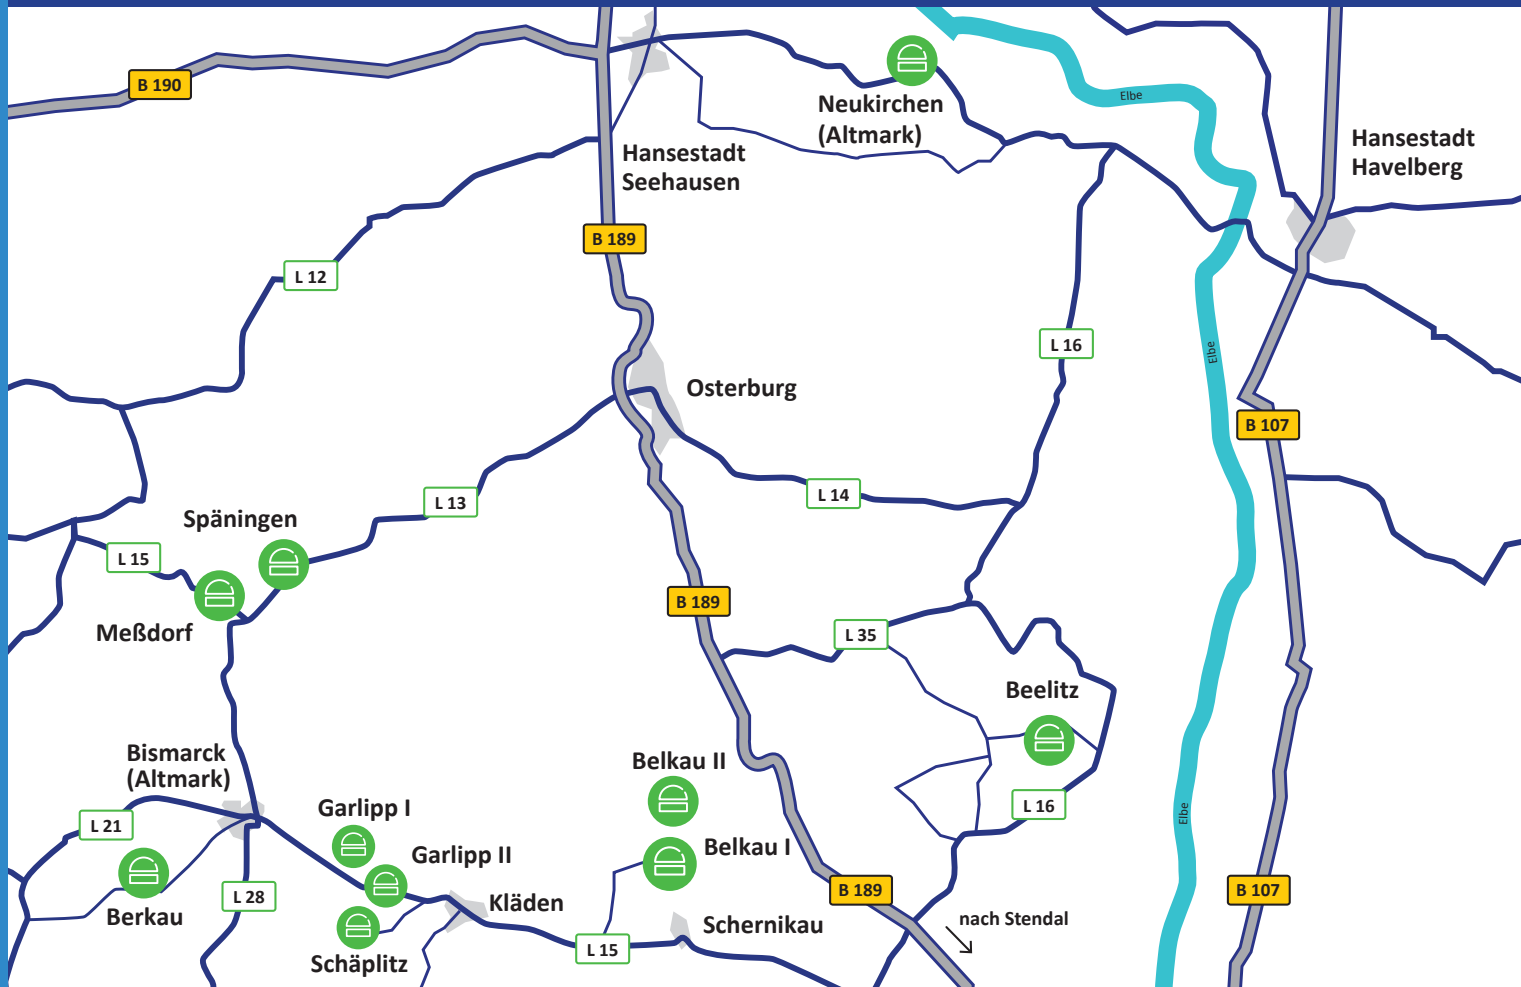 B 190
Elbe
Neukirchen
(Altmark)
Hansestadt
Havelberg
Hansestadt
Seehausen
B 189
L 12
L 16
Elbe
Osterburg
B 107
L 13
L 14
Späningen
L 15
Meßdorf
B 189
L 35
Beelitz
Bismarck
(Altmark)
Belkau II
L 16
Elbe
Garlipp I
L 21
Garlipp II
Belkau I
Berkau
L 28
Kläden
B 189
B 107
nach Stendal
Schernikau
L 15
Schäplitz